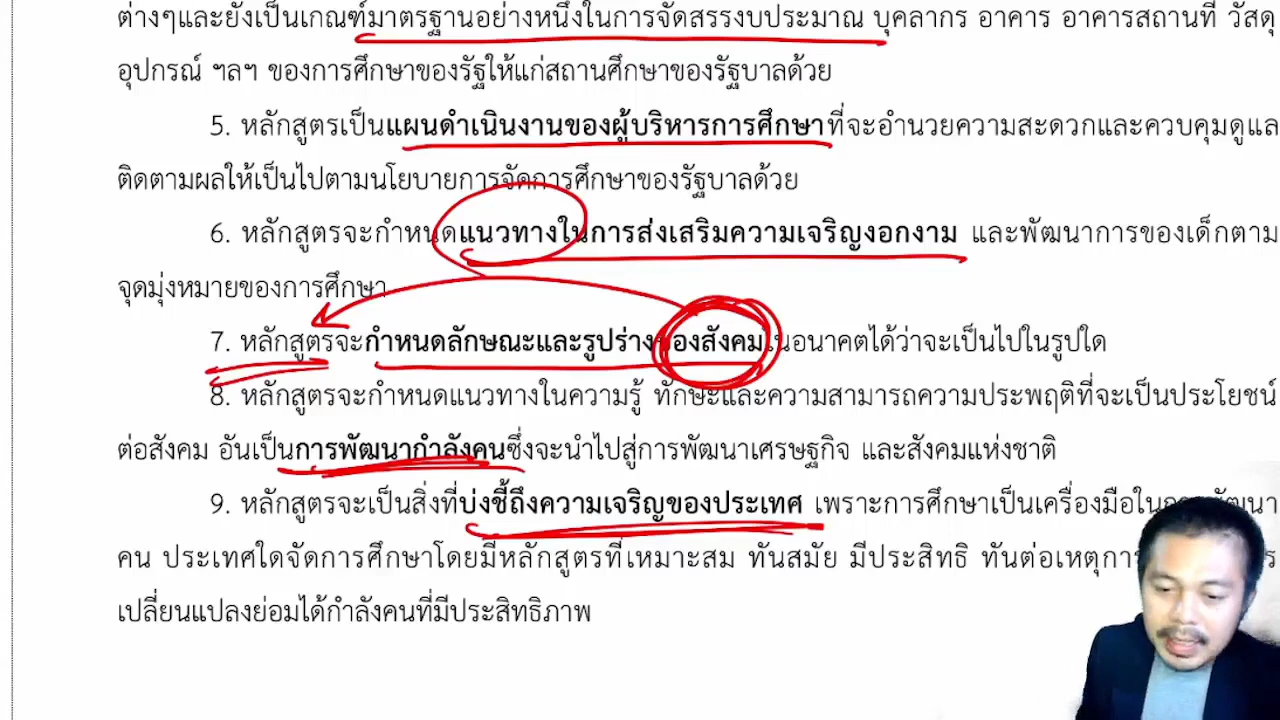 ต่างๆและยังเป็นเกณฑ์มาตรฐานอย่างหนึ่งในการจัดสรรงบประมาณ บุคลากร อาคาร อาคารสถานที่ วัสดุ
อุปกรณ์ ฯลฯ ของการศึกษาของรัฐให้แก่สถานศึกษาของรัฐบาลด้วย
5. หลักสูตรเป็นแผนดำเนินงานของผู้บริหารการศึกษาที่จะอำนวยความสะดวกและควบคุมดูแล
ติดตามผลให้เป็นไปตามนโยบายการจัดการศึกษาของรัฐบาลด้วย
6. หลักสูตรจะกำหนดแนวทางในการส่งเสริมความเจริญงอกงาม และพัฒนาการของเด็กตาม
จุดมุ่งหมายของการศึกษา
7. หลักสูตรจะกำหนดลักษณะและรูปร่างของสังคมในอนาคตได้ว่าจะเป็นไปในรูปใด
8. หลักสูตรจะกำหนดแนวทางในความรู้ ทักษะและความสามารถความประพฤติที่จะเป็นประโยชน์
ต่อสังคม อันเป็นการพัฒนากำลังคนซึ่งจะนำไปสู่การพัฒนาเศรษฐกิจ และสังคมแห่งชาติ
9. หลักสูตรจะเป็นสิ่งที่บ่งชี้ถึงความเจริญของประเทศ เพราะการศึกษาเป็นเครื่องมือในการพัฒนา
คน ประเทศใดจัดการศึกษาโดยมีหลักสูตรที่เหมาะสม ทันสมัย มีประสิทธิ ทันต่อเหตุการ
เปลี่ยนแปลงย่อมได้กำลังคนที่มีประสิทธิภาพ